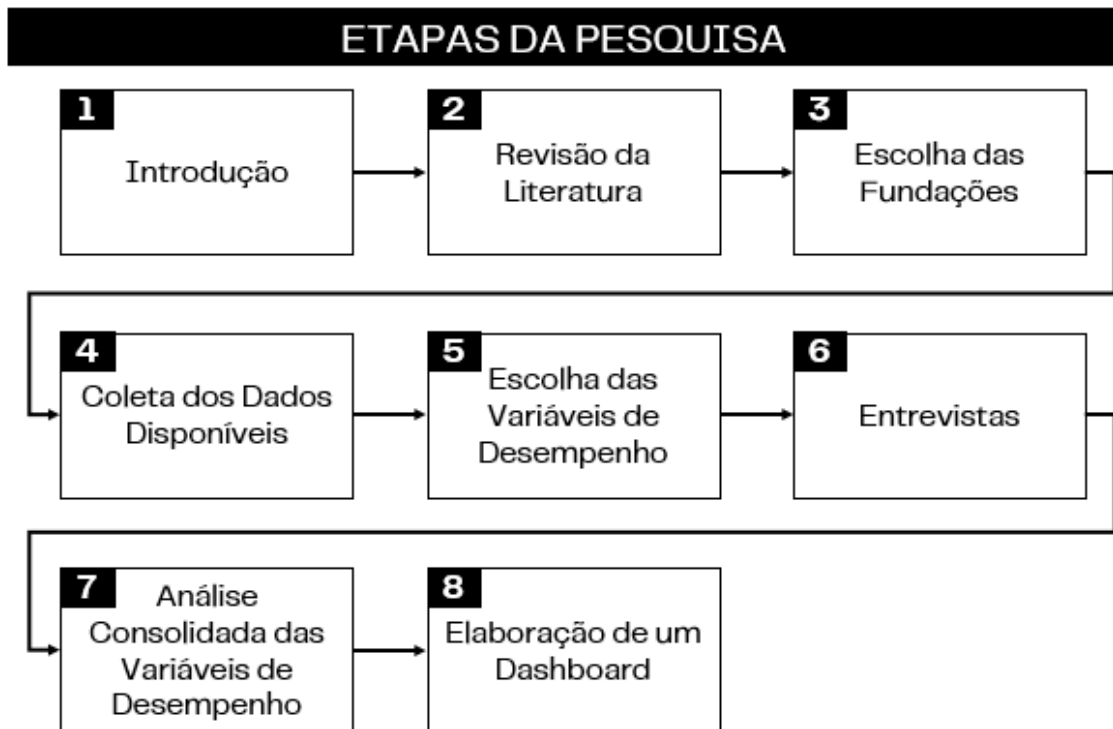 ETAPAS DA PESQUISA
1
Introdução
2
Revisão da
Literatura
3
Escolha das
Fundações
4
Coleta dos Dados
Disponíveis
5
Escolha das
Variáveis de
Desempenho
6
Entrevistas
7
Análise
Consolidada das
Variáveis de
Desempenho
8
Elaboração de um
Dashboard